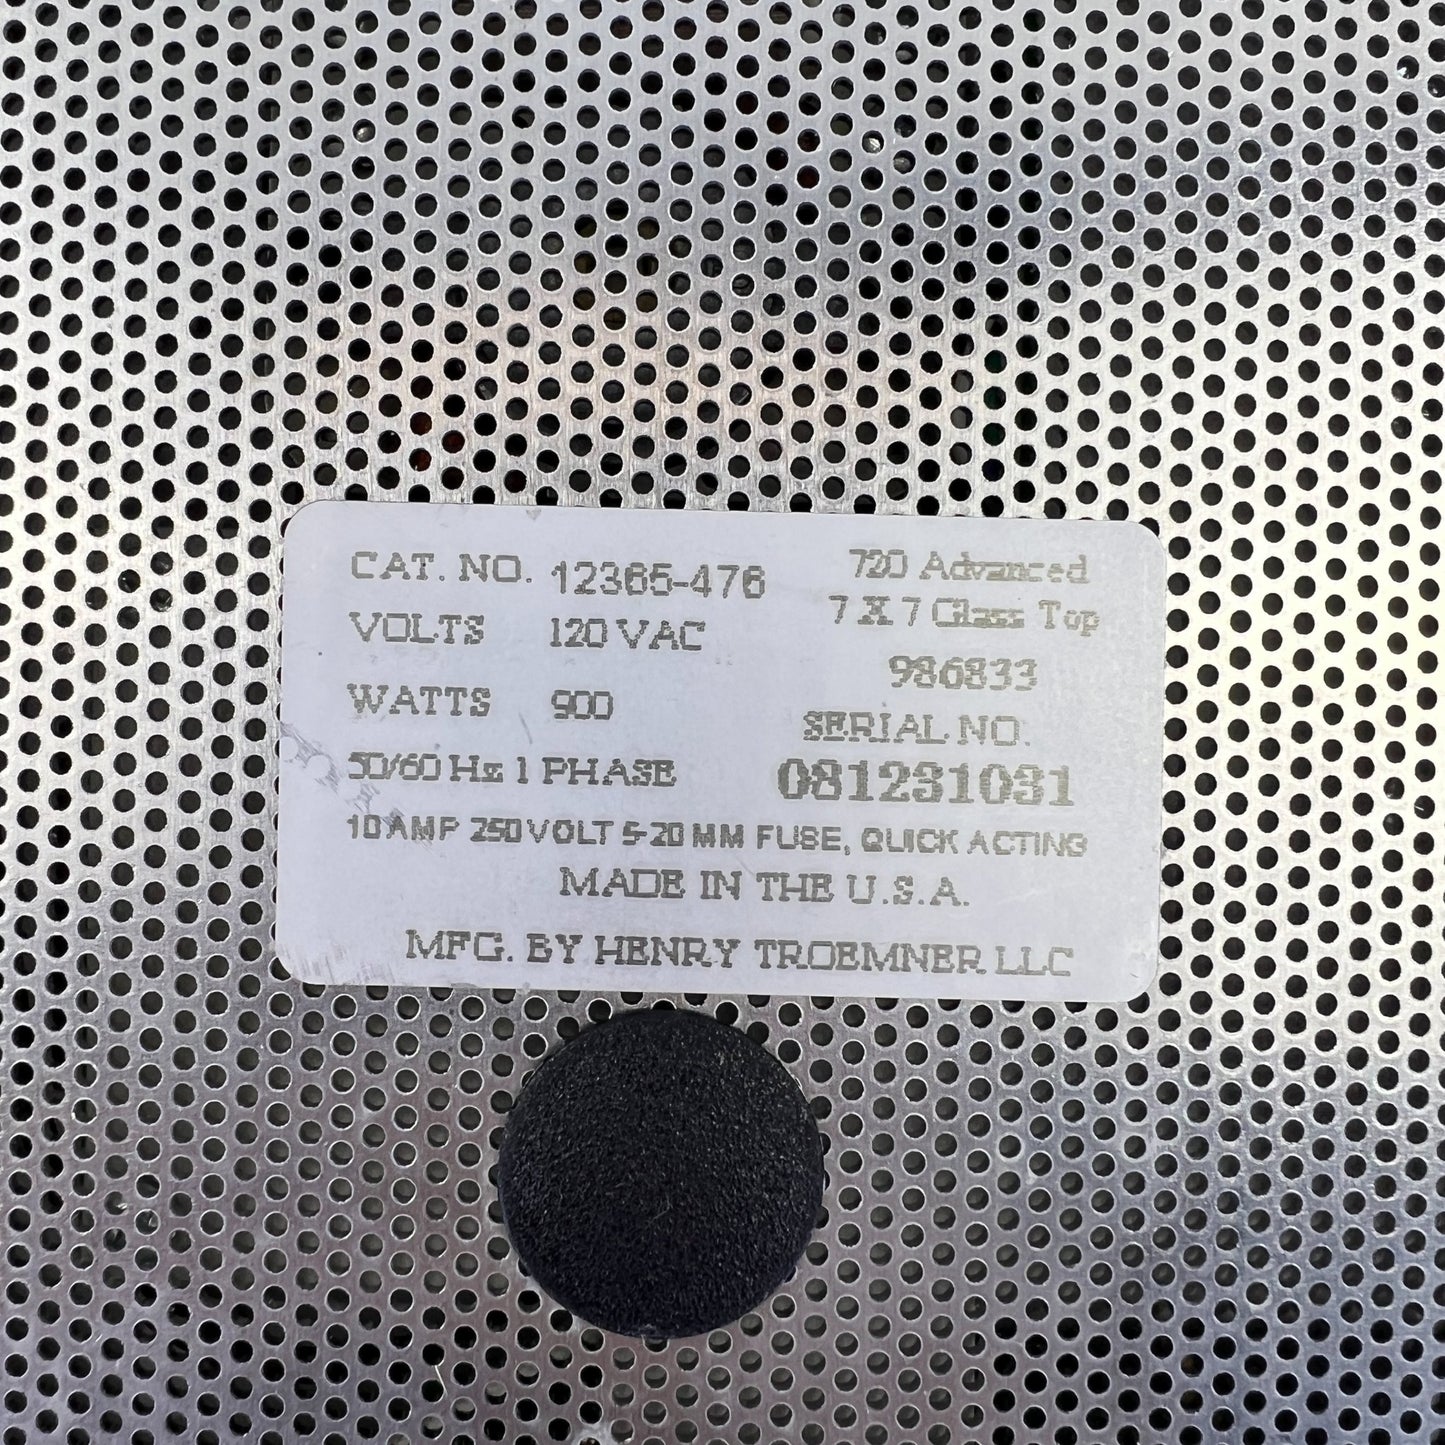 CAT. NO. 12365-476
720 Advanced
7 X 7 Glass Top
VOLTS 120 VAC
986833
WATTS 900
SERIAL NO.
50/60 Hz 1 PHASE
081231031
10 AMP 250 VOLT 5-20 MM FUSE, QUICK ACTING
MADE IN THE U.S.A.
MFG. BY HENRY TROEMNER LLC